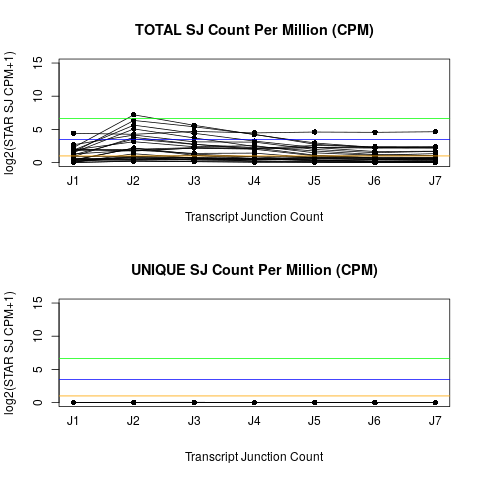 TOTAL SJ Count Per Million (CPM)
log2(STAR SJ CPM+1)
15
10
5
0
J1 J2 J3 J4 J5 J6 J7
Transcript Junction Count
UNIQUE SJ Count Per Million (CPM)
log2(STAR SJ CPM+1)
15
10
5
0
J1 J2 J3 J4 J5 J6 J7
Transcript Junction Count